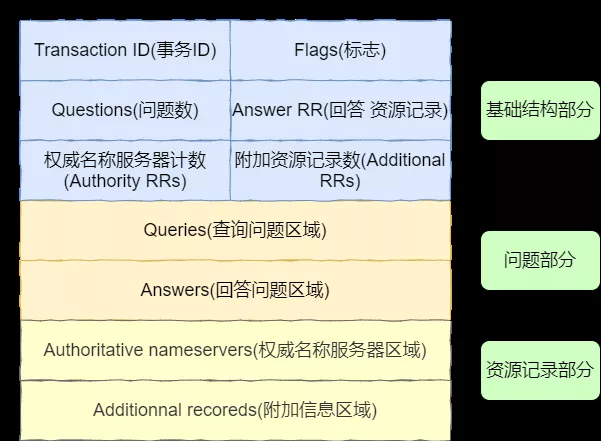 Transaction ID(事务ID)
Flags(标志)
Questions(问题数)
Answer RR(回答 资源记录)
基础结构部分
权威名称服务器计数
(Authority RRs)
附加资源记录数(Additional
RRs)
Queries(查询问题区域)
问题部分
Answers(回答问题区域)
Authoritative nameservers(权威名称服务器区域)
资源记录部分
Additionnal recoreds(附加信息区域)